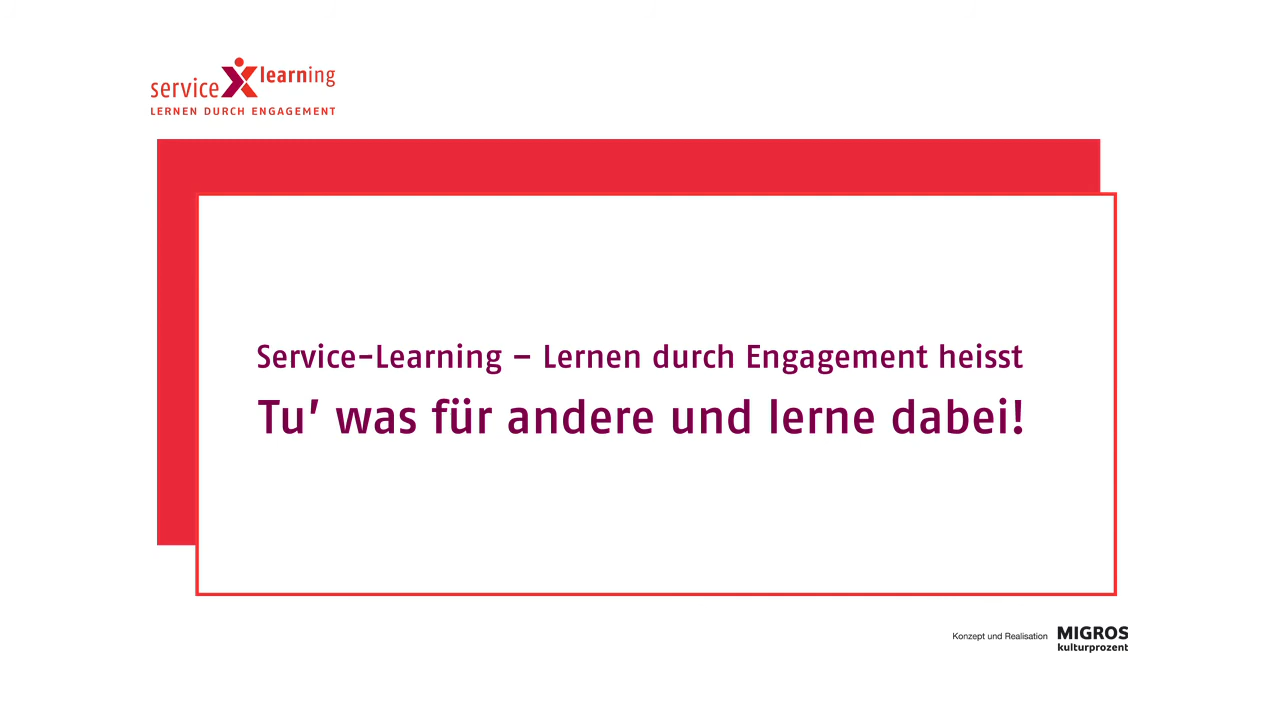 service learning
LERNEN DURCH ENGAGEMENT
Service-Learning – Lernen durch Engagement heisst
Tu’ was für andere und lerne dabei!
Konzept und Realisation MIGROS
kulturprozent